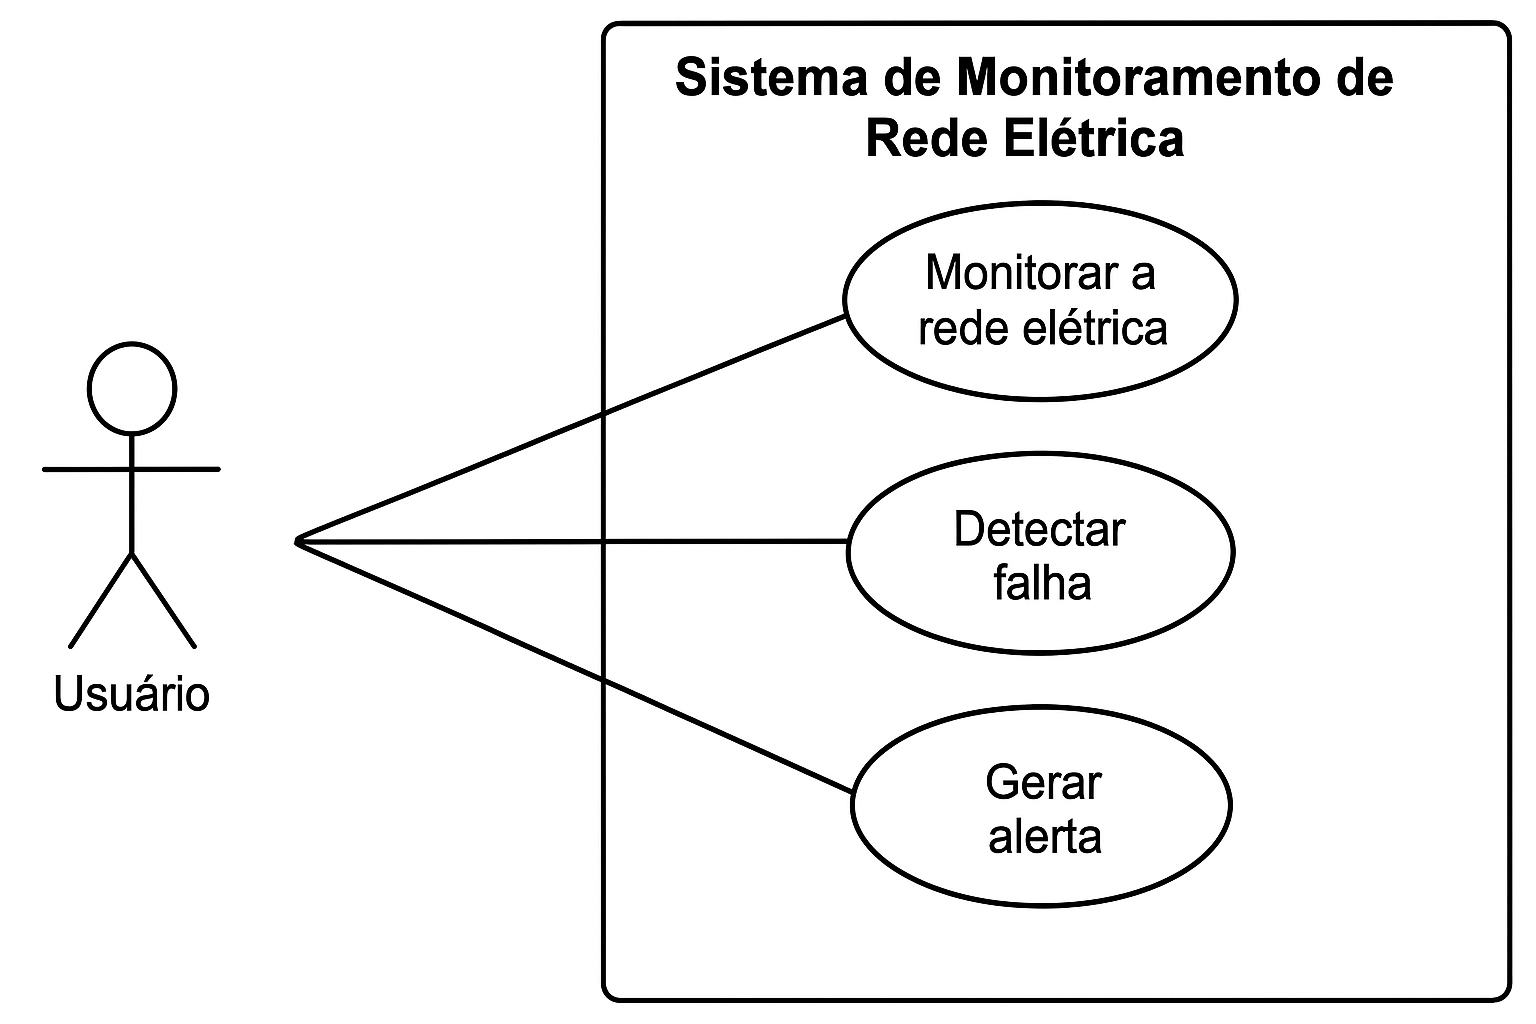 Sistema de Monitoramento de
Rede Elétrica
Monitorar a
rede elétrica
Detectar
falha
Gerar
alerta
Usuário